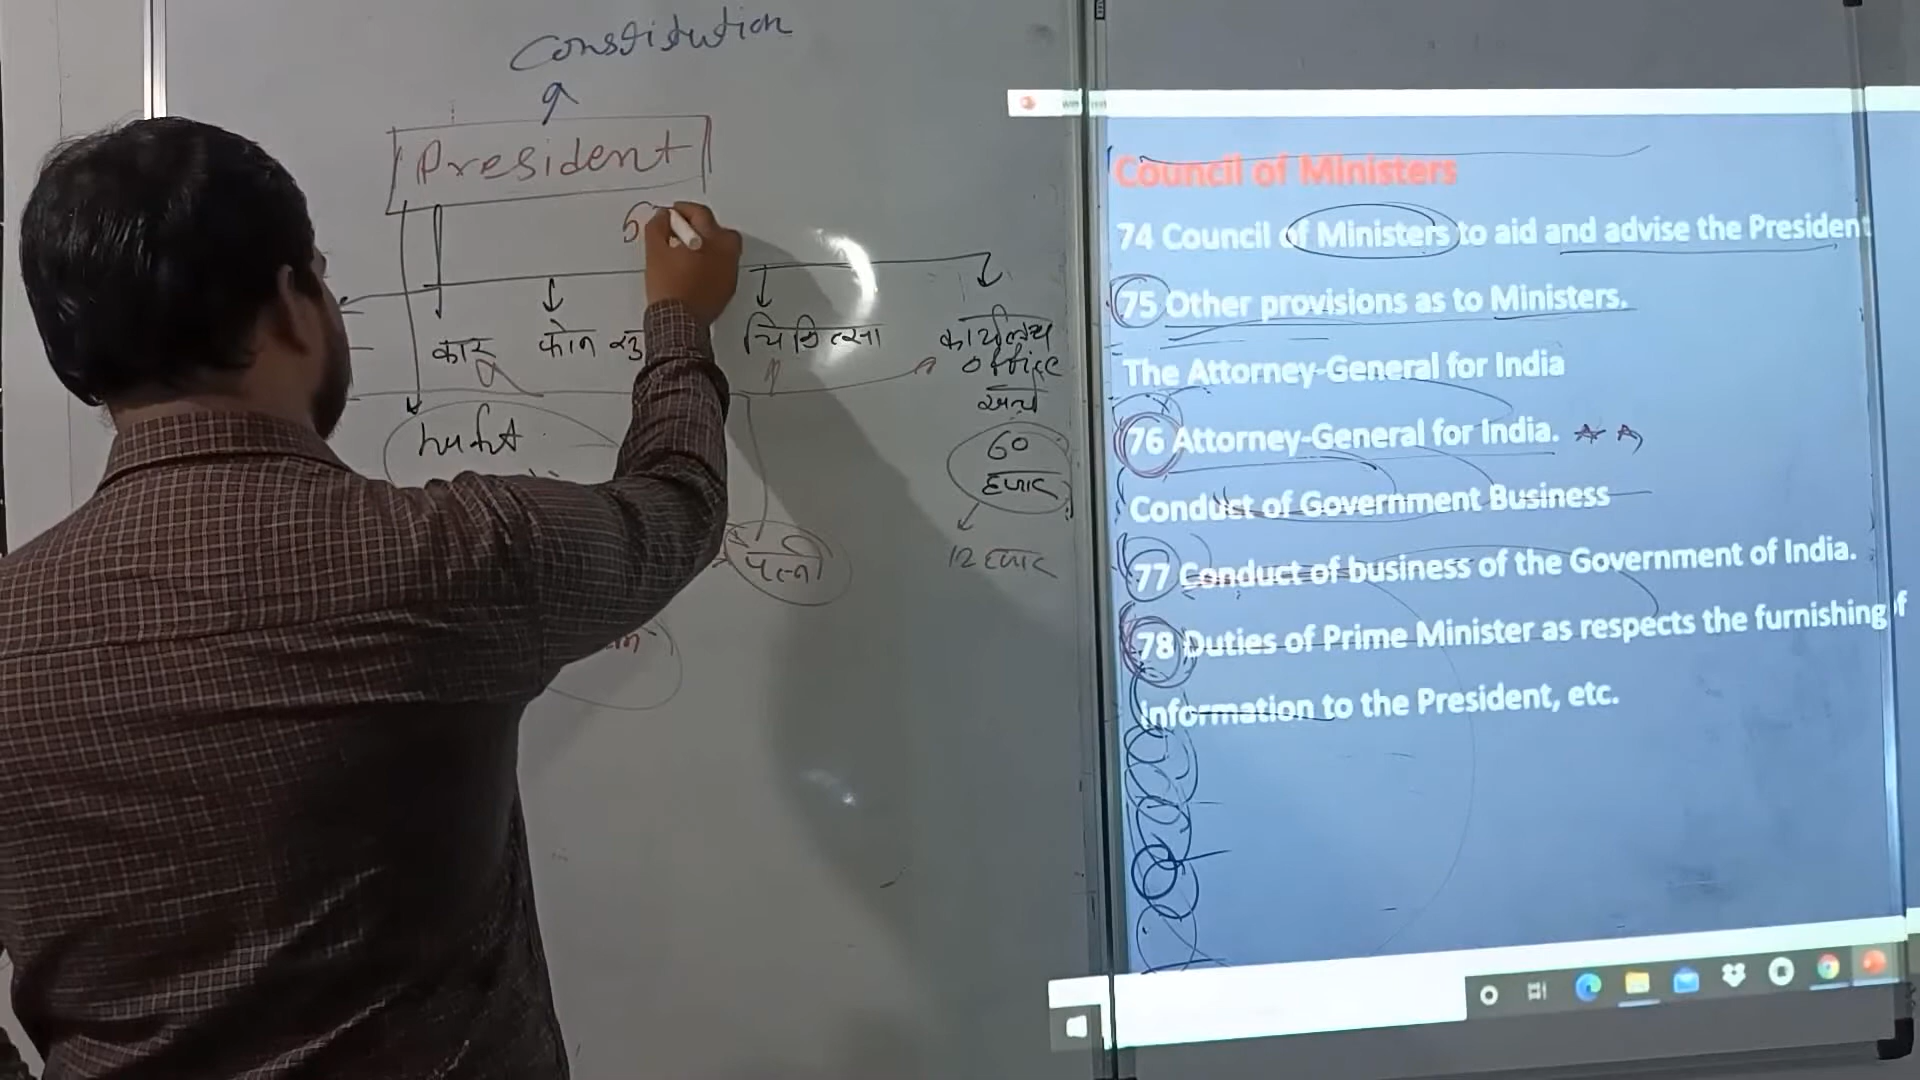 Constitution
President
कार
फोन
चिकित्सा
कार्यालय
office
60
हजार
12 हजार
पत्नी
Council of Ministers
74 Council of Ministers to aid and advise the President
75 Other provisions as to Ministers.
The Attorney-General for India
76 Attorney-General for India.
Conduct of Government Business
77 Conduct of business of the Government of India.
78 Duties of Prime Minister as respects the furnishing of
information to the President, etc.